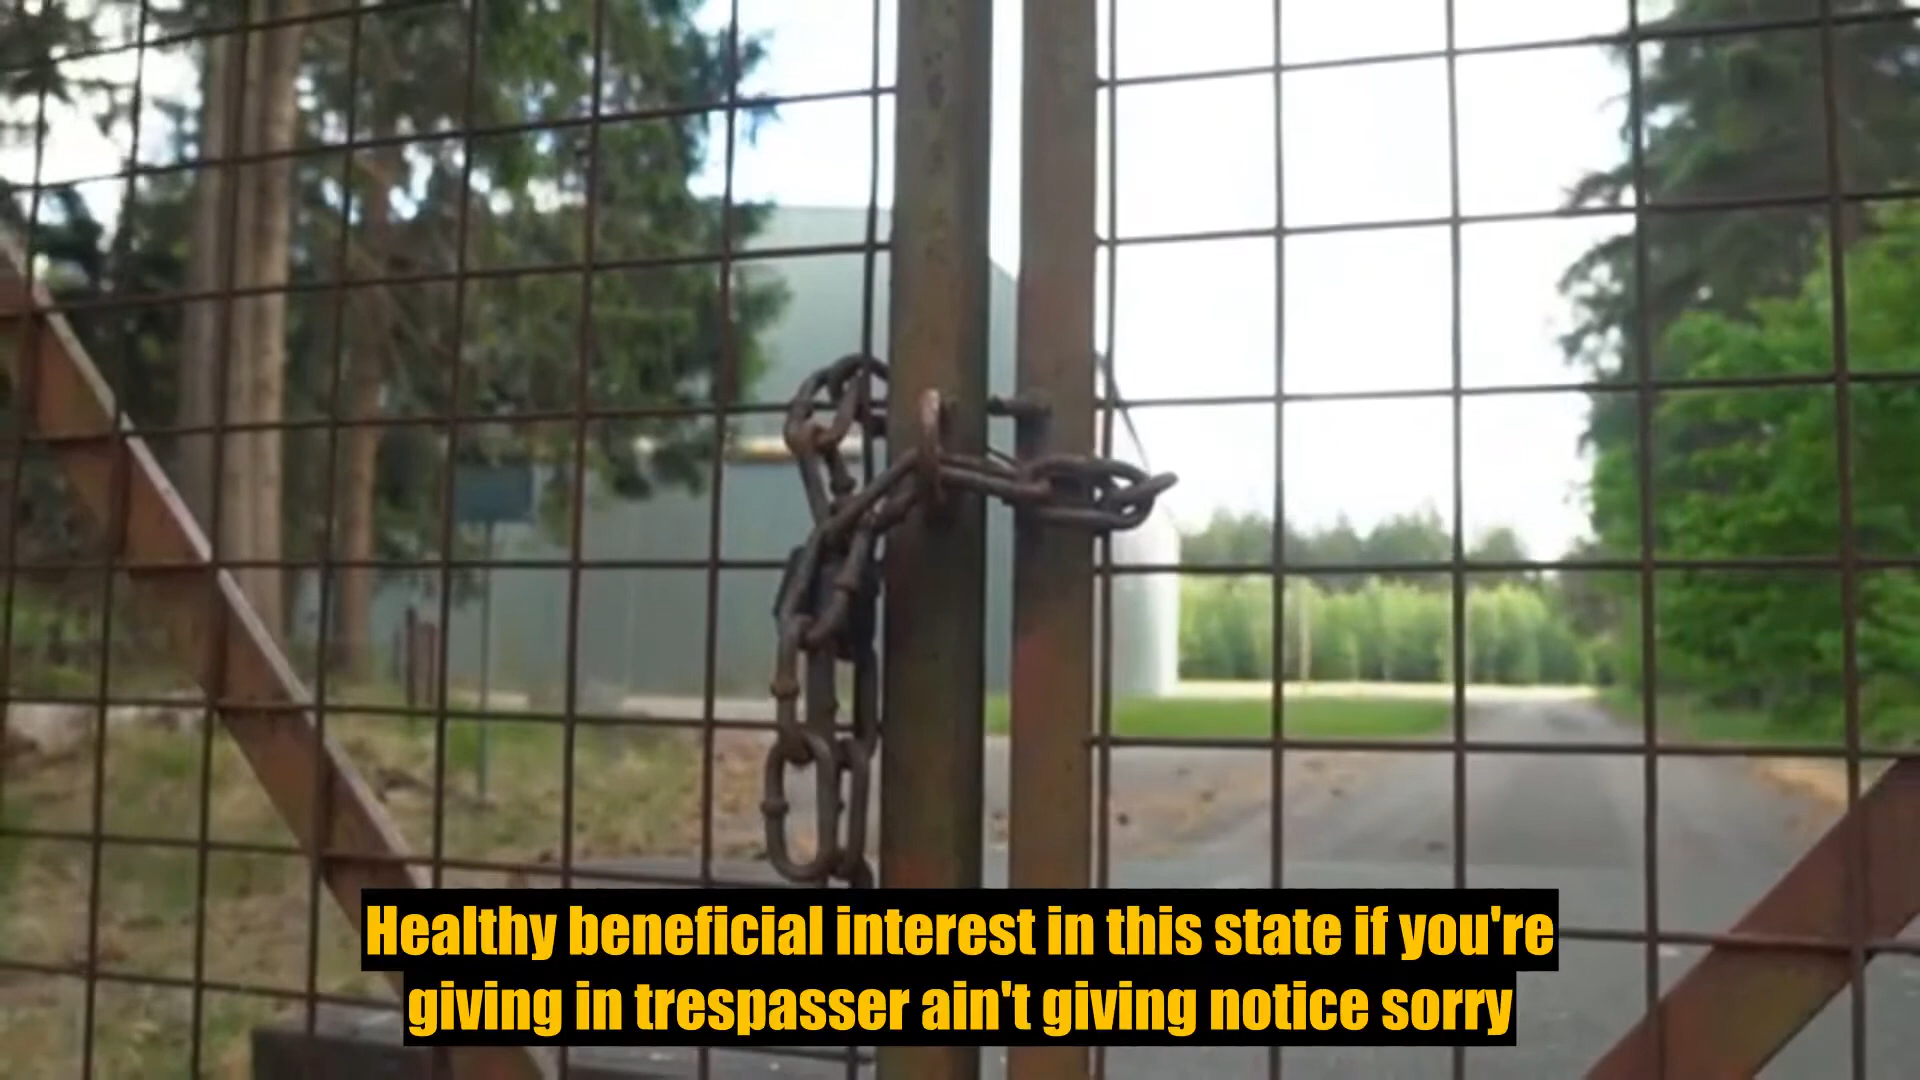 Healthy beneficial interest in this state if you're
giving in trespasser ain't giving notice sorry